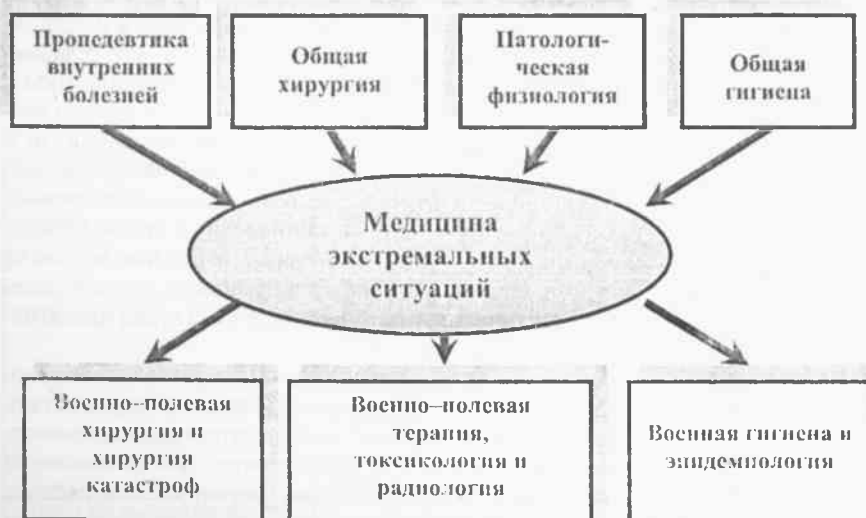 Пропедевтика
внутренних
болезней
Общая
хирургия
Патологи-
ческая
физиология
Общая
гигиена
Медицина
экстремальных
ситуаций
Военно–полевая
хирургия и
хирургия
катастроф
Военно–полевая
терапия,
токсикология и
радиология
Военная гигиена и
эпидемиология